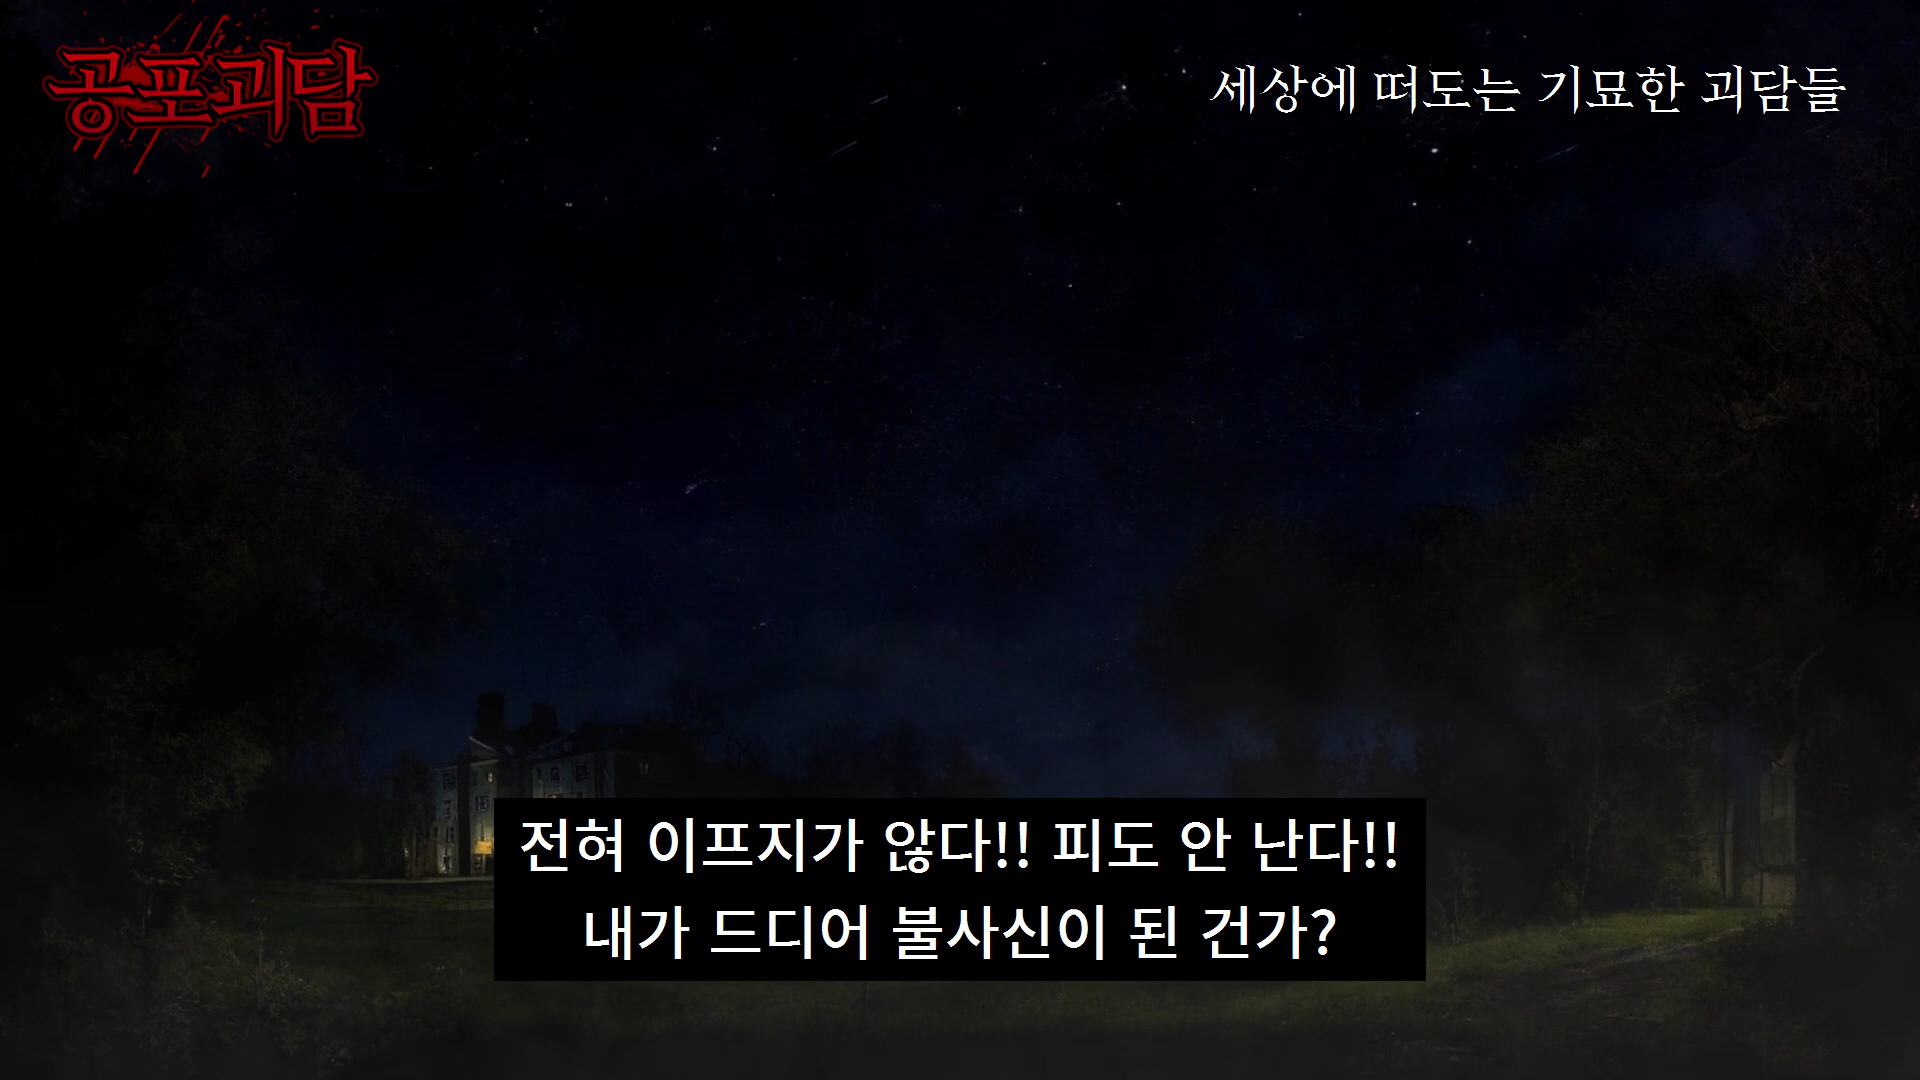 공포괴담
세상에 떠도는 기묘한 괴담들
전혀 이프지가 않다!! 피도 안 난다!!
내가 드디어 불사신이 된 건가?